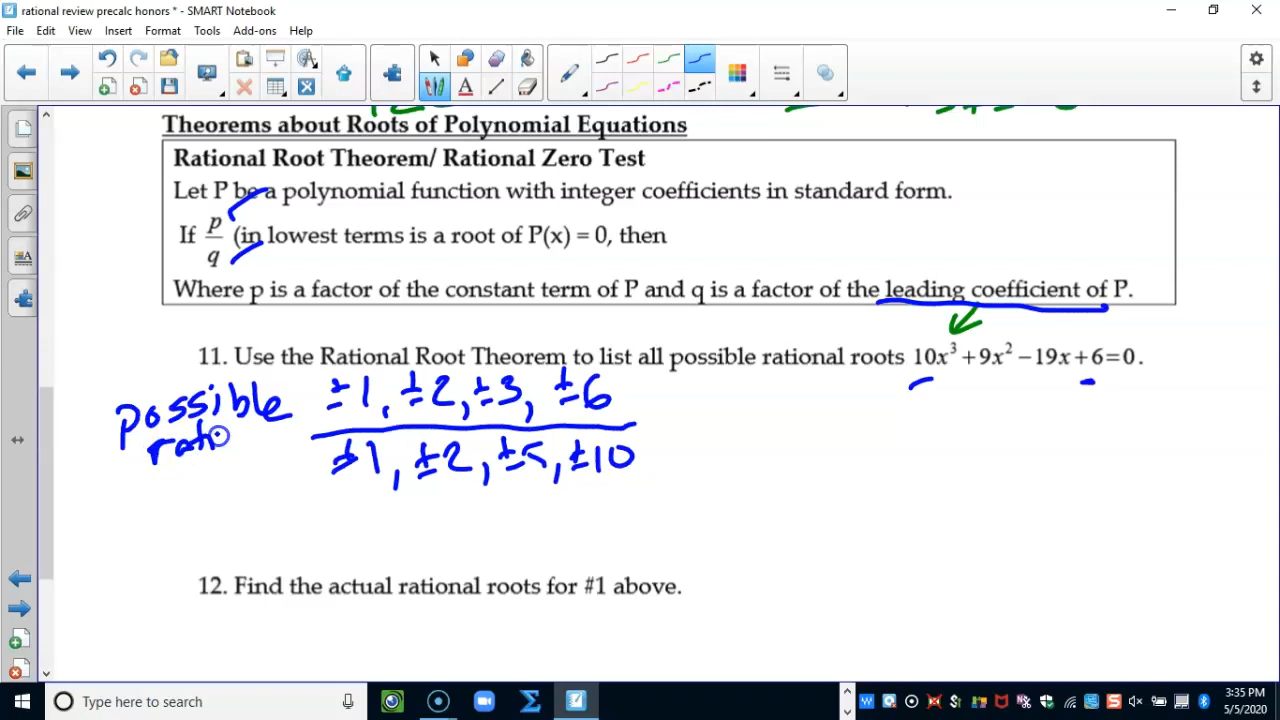 rational review precalc honors * - SMART Notebook
File Edit View Insert Format Tools Add-ons Help
Theorems about Roots of Polynomial Equations
Rational Root Theorem/ Rational Zero Test
Let P be a polynomial function with integer coefficients in standard form.
If p/q (in lowest terms is a root of P(x) = 0, then
Where p is a factor of the constant term of P and q is a factor of the leading coefficient of P.
11. Use the Rational Root Theorem to list all possible rational roots 10x³ +9x² −19x +6=0.
possible ±1, ±2, ±3, ±6
rati ±1, ±2, ±5, ±10
12. Find the actual rational roots for #1 above.
Type here to search
3:35 PM
5/5/2020